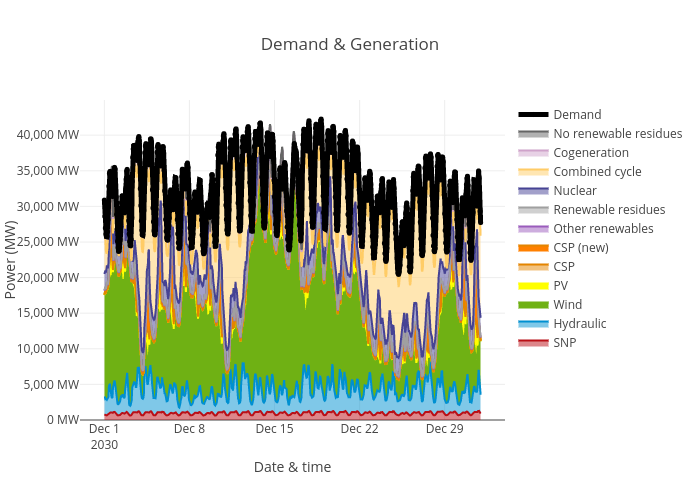 Demand & Generation
40,000 MW
35,000 MW
30,000 MW
25,000 MW
20,000 MW
15,000 MW
10,000 MW
5,000 MW
0 MW
Power (MW)
Dec 1
2030
Dec 8
Dec 15
Dec 22
Dec 29
Date & time
Demand
No renewable residues
Cogeneration
Combined cycle
Nuclear
Renewable residues
Other renewables
CSP (new)
CSP
PV
Wind
Hydraulic
SNP